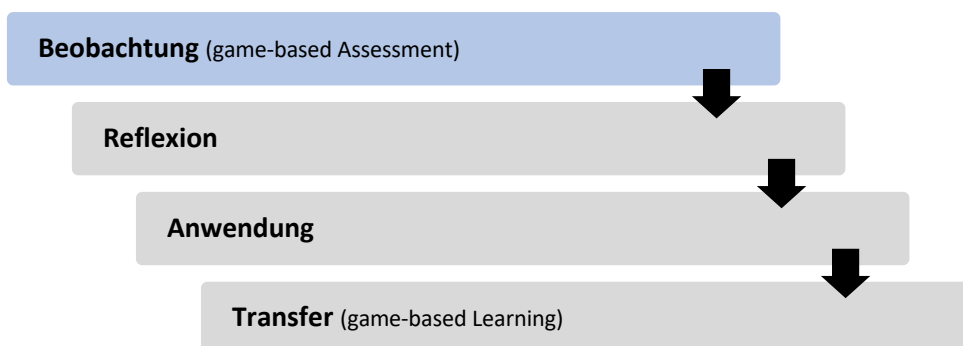 Beobachtung (game-based Assessment)
Reflexion
Anwendung
Transfer (game-based Learning)